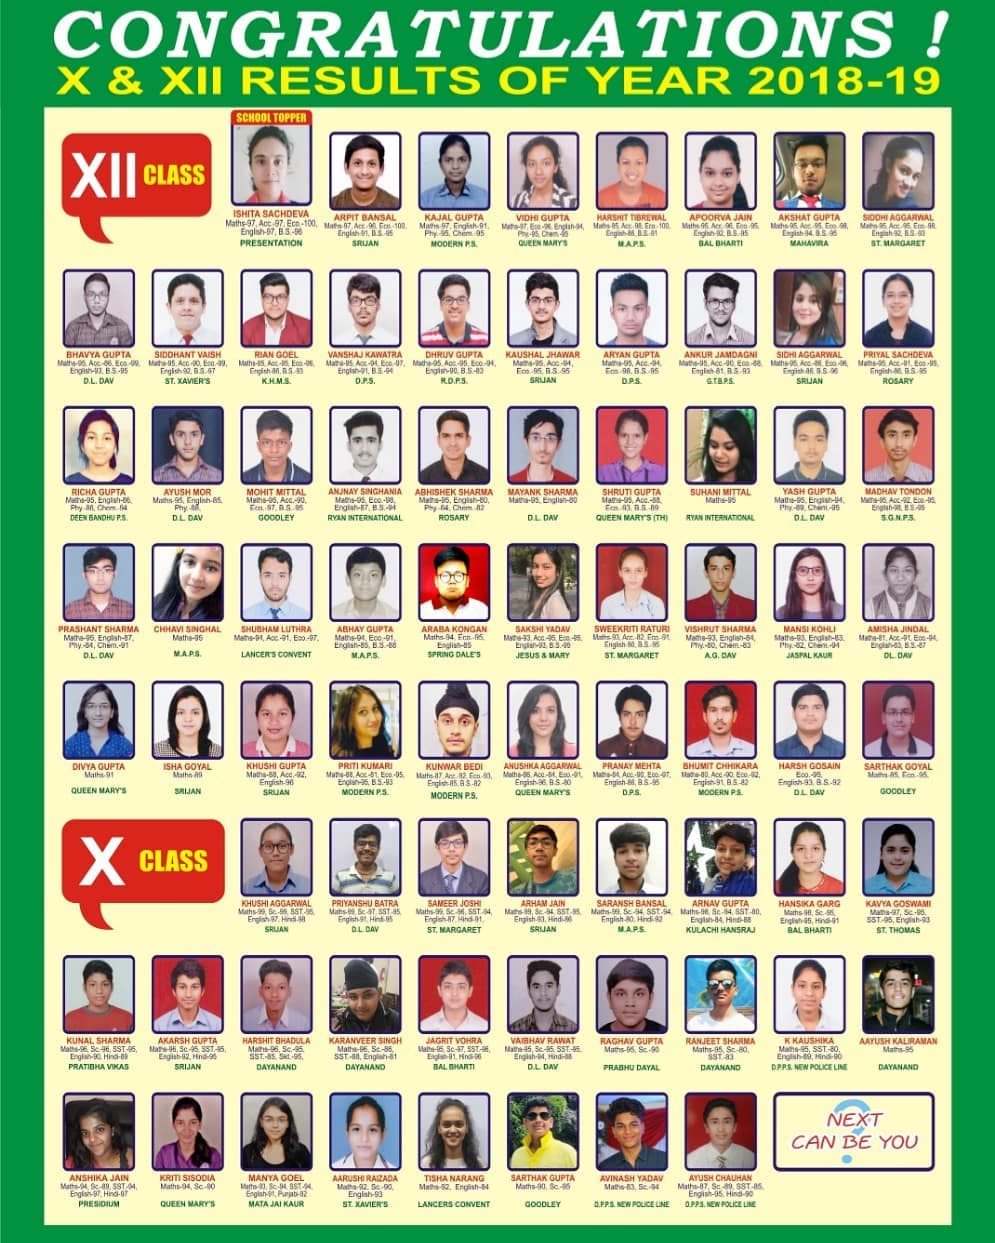 CONGRATULATIONS !
X & XII RESULTS OF YEAR 2018-19
XII CLASS
SCHOOL TOPPER
ISHITA SACHDEVA
Maths-97, Acc.-97, Eco.-100,
English-97, B.S.-96
PRESENTATION
ARPIT BANSAL
Maths-97, Acc.-96, Eco.-100,
English-91, B.S.-95
SRIJAN
KAJAL GUPTA
Maths-97, English-91,
Phy.-95, Chem.-95
MODERN P.S.
VIDHI GUPTA
Maths-97, Eco.-96, English-94,
Phy.-95, Chem.-95
QUEEN MARY'S
HARSHIT TIBREWAL
Maths-95, Acc.-98, Eco.-100,
English-88, B.S.-91
M.A.P.S.
APOORVA JAIN
Maths-95, Acc.-96, Eco.-95,
English-92, B.S.-95
BAL BHARTI
AKSHAT GUPTA
Maths-95, Acc.-95, Eco.-98,
English-94, B.S.-95
MAHAVIRA
SIDDHI AGGARWAL
Maths-95, Acc.-95, Eco.-98,
English-92, B.S.-93
ST. MARGARET
BHAVYA GUPTA
Maths-95, Acc.-86, Eco.-99,
English-93, B.S.-95
D.L. DAV
SIDDHANT VAISH
Maths-95, Acc.-90, Eco.-99,
English-92, B.S.-97
ST. XAVIER'S
RIAN GOEL
Maths-95, Acc.-95, Eco.-96,
English-86, B.S.-93
K.H.M.S.
VANSHAJ KAWATRA
Maths-95, Acc.-94, Eco.-95,
English-91, B.S.-94
D.P.S.
DHRUV GUPTA
Maths-95, Acc.-95, Eco.-94,
English-90, B.S.-83
R.D.P.S.
KAUSHAL JHAWAR
Maths-95, Acc.-94,
Eco.-95, B.S.-95
SRIJAN
ARYAN GUPTA
Maths-95, Acc.-94,
Eco.-98, B.S.-95
D.P.S.
ANKUR JAMDAGNI
Maths-95, Acc.-90, Eco.-88,
English-81, B.S.-93
G.T.B.P.S.
SIDHI AGGARWAL
Maths-95, Acc.-88, Eco.-96,
English-86, B.S.-96
SRIJAN
PRIYAL SACHDEVA
Maths-95, Acc.-91, Eco.-95,
English-86, B.S.-95
ROSARY
RICHA GUPTA
Maths-95, English-86,
Phy.-86, Chem.-94
DEEN BANDHU P.S.
AYUSH MOR
Maths-95, English-85,
Phy.-88,
D.L. DAV
MOHIT MITTAL
Maths-95, Acc.-90,
Eco.-97, B.S.-95
GOODLEY
ANJNAY SINGHANIA
Maths-95, Eco.-98,
English-87, B.S.-94
RYAN INTERNATIONAL
ABHISHEK SHARMA
Maths-95, English-80,
Phy.-84, Chem.-82
ROSARY
MAYANK SHARMA
Maths-95, English-80
D.L. DAV
SHRUTI GUPTA
Maths-95, Acc.-88,
Eco.-93, B.S.-89
QUEEN MARY'S (TH)
SUHANI MITTAL
Maths-95
RYAN INTERNATIONAL
YASH GUPTA
Maths-95, English-94,
Phy.-89, Chem.-95
D.L. DAV
MADHAV TONDON
Maths-95, Acc.-92, Eco.-95,
English-98, B.S.-95
S.G.N.P.S.
PRASHANT SHARMA
Maths-95, English-87,
Phy.-84, Chem.-91
D.L. DAV
CHHAVI SINGHAL
Maths-95
M.A.P.S.
SHUBHAM LUTHRA
Maths-94, Acc.-91, Eco.-97,
LANCER'S CONVENT
ABHAY GUPTA
Maths-94, Eco.-91,
English-85, B.S.-88
M.A.P.S.
ARABA KONGAN
Maths-94, Eco.-95,
English-85
SPRING DALE'S
SAKSHI YADAV
Maths-93, Acc.-95, Eco.-95,
English-93, B.S.-95
JESUS & MARY
SWEEKRITI RATURI
Maths-93, Acc.-82, Eco.-91,
English-80, B.S.-95
ST. MARGARET
VISHRUT SHARMA
Maths-93, English-84,
Phy.-80, Chem.-83
A.G. DAV
MANSI KOHLI
Maths-93, English-83,
Phy.-82, Chem.-94
JASPAL KAUR
AMISHA JINDAL
Maths-81, Acc.-91, Eco.-94,
English-83, B.S.-87
DL. DAV
DIVYA GUPTA
Maths-91
QUEEN MARY'S
ISHA GOYAL
Maths-89
SRIJAN
KHUSHI GUPTA
Maths-88, Acc.-92,
English-96
SRIJAN
PRITI KUMARI
Maths-88, Acc.-81, Eco.-95,
English-95, B.S.-93
MODERN P.S.
KUNWAR BEDI
Maths-87, Acc.-92, Eco.-93,
English-85, B.S.-82
MODERN P.S.
ANUSHKA AGGARWAL
Maths-86, Acc.-84, Eco.-91,
English-96, B.S.-80
QUEEN MARY'S
PRANAY MEHTA
Maths-84, Acc.-90, Eco.-97,
English-86, B.S.-95
D.P.S.
BHUMIT CHHIKARA
Maths-80, Acc.-90, Eco.-92,
English-91, B.S.-82
MODERN P.S.
HARSH GOSAIN
Eco.-95,
English-93, B.S.-92
D.L. DAV
SARTHAK GOYAL
Maths-85, Eco.-95,
GOODLEY
X CLASS
KHUSHI AGGARWAL
Maths-99, Sc.-99, SST.-95,
English-97, Hindi-98
SRIJAN
PRIYANSHU BATRA
Maths-99, Sc.-97, SST.-95,
English-91, Hindi-95
D.L. DAV
SAMEER JOSHI
Maths-99, Sc.-96, SST.-94,
English-87, Hindi-91,
ST. MARGARET
ARHAM JAIN
Maths-99, Sc.-94, SST.-95,
English-93, Hindi-86
SRIJAN
SARANSH BANSAL
Maths-99, Sc.-94, SST.-94,
English-80, Hindi-92
M.A.P.S.
ARNAV GUPTA
Maths-98, Sc.-94, SST.-80,
English-84, Hindi-88
KULACHI HANSRAJ
HANSIKA GARG
Maths-98, Sc.-95,
English-95, Hindi-91
BAL BHARTI
KAVYA GOSWAMI
Maths-97, Sc.-95,
SST.-95, English-93
ST. THOMAS
KUNAL SHARMA
Maths-96, Sc.-96, SST.-95,
English-90, Hindi-89
PRATIBHA VIKAS
AKARSH GUPTA
Maths-96, Sc.-95, SST.-95,
English-92, Hindi-95
SRIJAN
HARSHIT BHADULA
Maths-96, Sc.-95,
SST.-85, Skt.-95,
DAYANAND
KARANVEER SINGH
Maths-96, Sc.-86,
SST.-88, English-81
DAYANAND
JAGRIT VOHRA
Maths-95, Sc.-97, SST.-96,
English-91, Hindi-96
BAL BHARTI
VAIBHAV RAWAT
Maths-95, Sc.-95, SST.-95,
English-94, Hindi-88
D.L. DAV
RAGHAV GUPTA
Maths-95, Sc.-90
PRABHU DAYAL
RANJEET SHARMA
Maths-95, Sc.-80,
SST.-83
DAYANAND
K KAUSHIKA
Maths-95, SST.-80,
English-89, Hindi-90
D.P.P.S. NEW POLICE LINE
AAYUSH KALIRAMAN
Maths-95
DAYANAND
ANSHIKA JAIN
Maths-94, Sc.-89, SST.-94,
English-97, Hindi-97
PRESIDIUM
KRITI SISODIA
Maths-94, Sc.-90
QUEEN MARY'S
MANYA GOEL
Maths-93, Sc.-94, SST.-94,
English-91, Punjabi-92
MATA JAI KAUR
AARUSHI RAIZADA
Maths-92, Sc.-90,
English-93
ST. XAVIER'S
TISHA NARANG
Maths-92, English-84
LANCERS CONVENT
SARTHAK GUPTA
Maths-90, Sc.-95
GOODLEY
AVINASH YADAV
Maths-83, Sc.-94
D.P.P.S. NEW POLICE LINE
AYUSH CHAUHAN
Maths-87, Sc.-89, SST.-85,
English-95, Hindi-90
D.P.P.S. NEW POLICE LINE
?
NEXT
CAN BE YOU